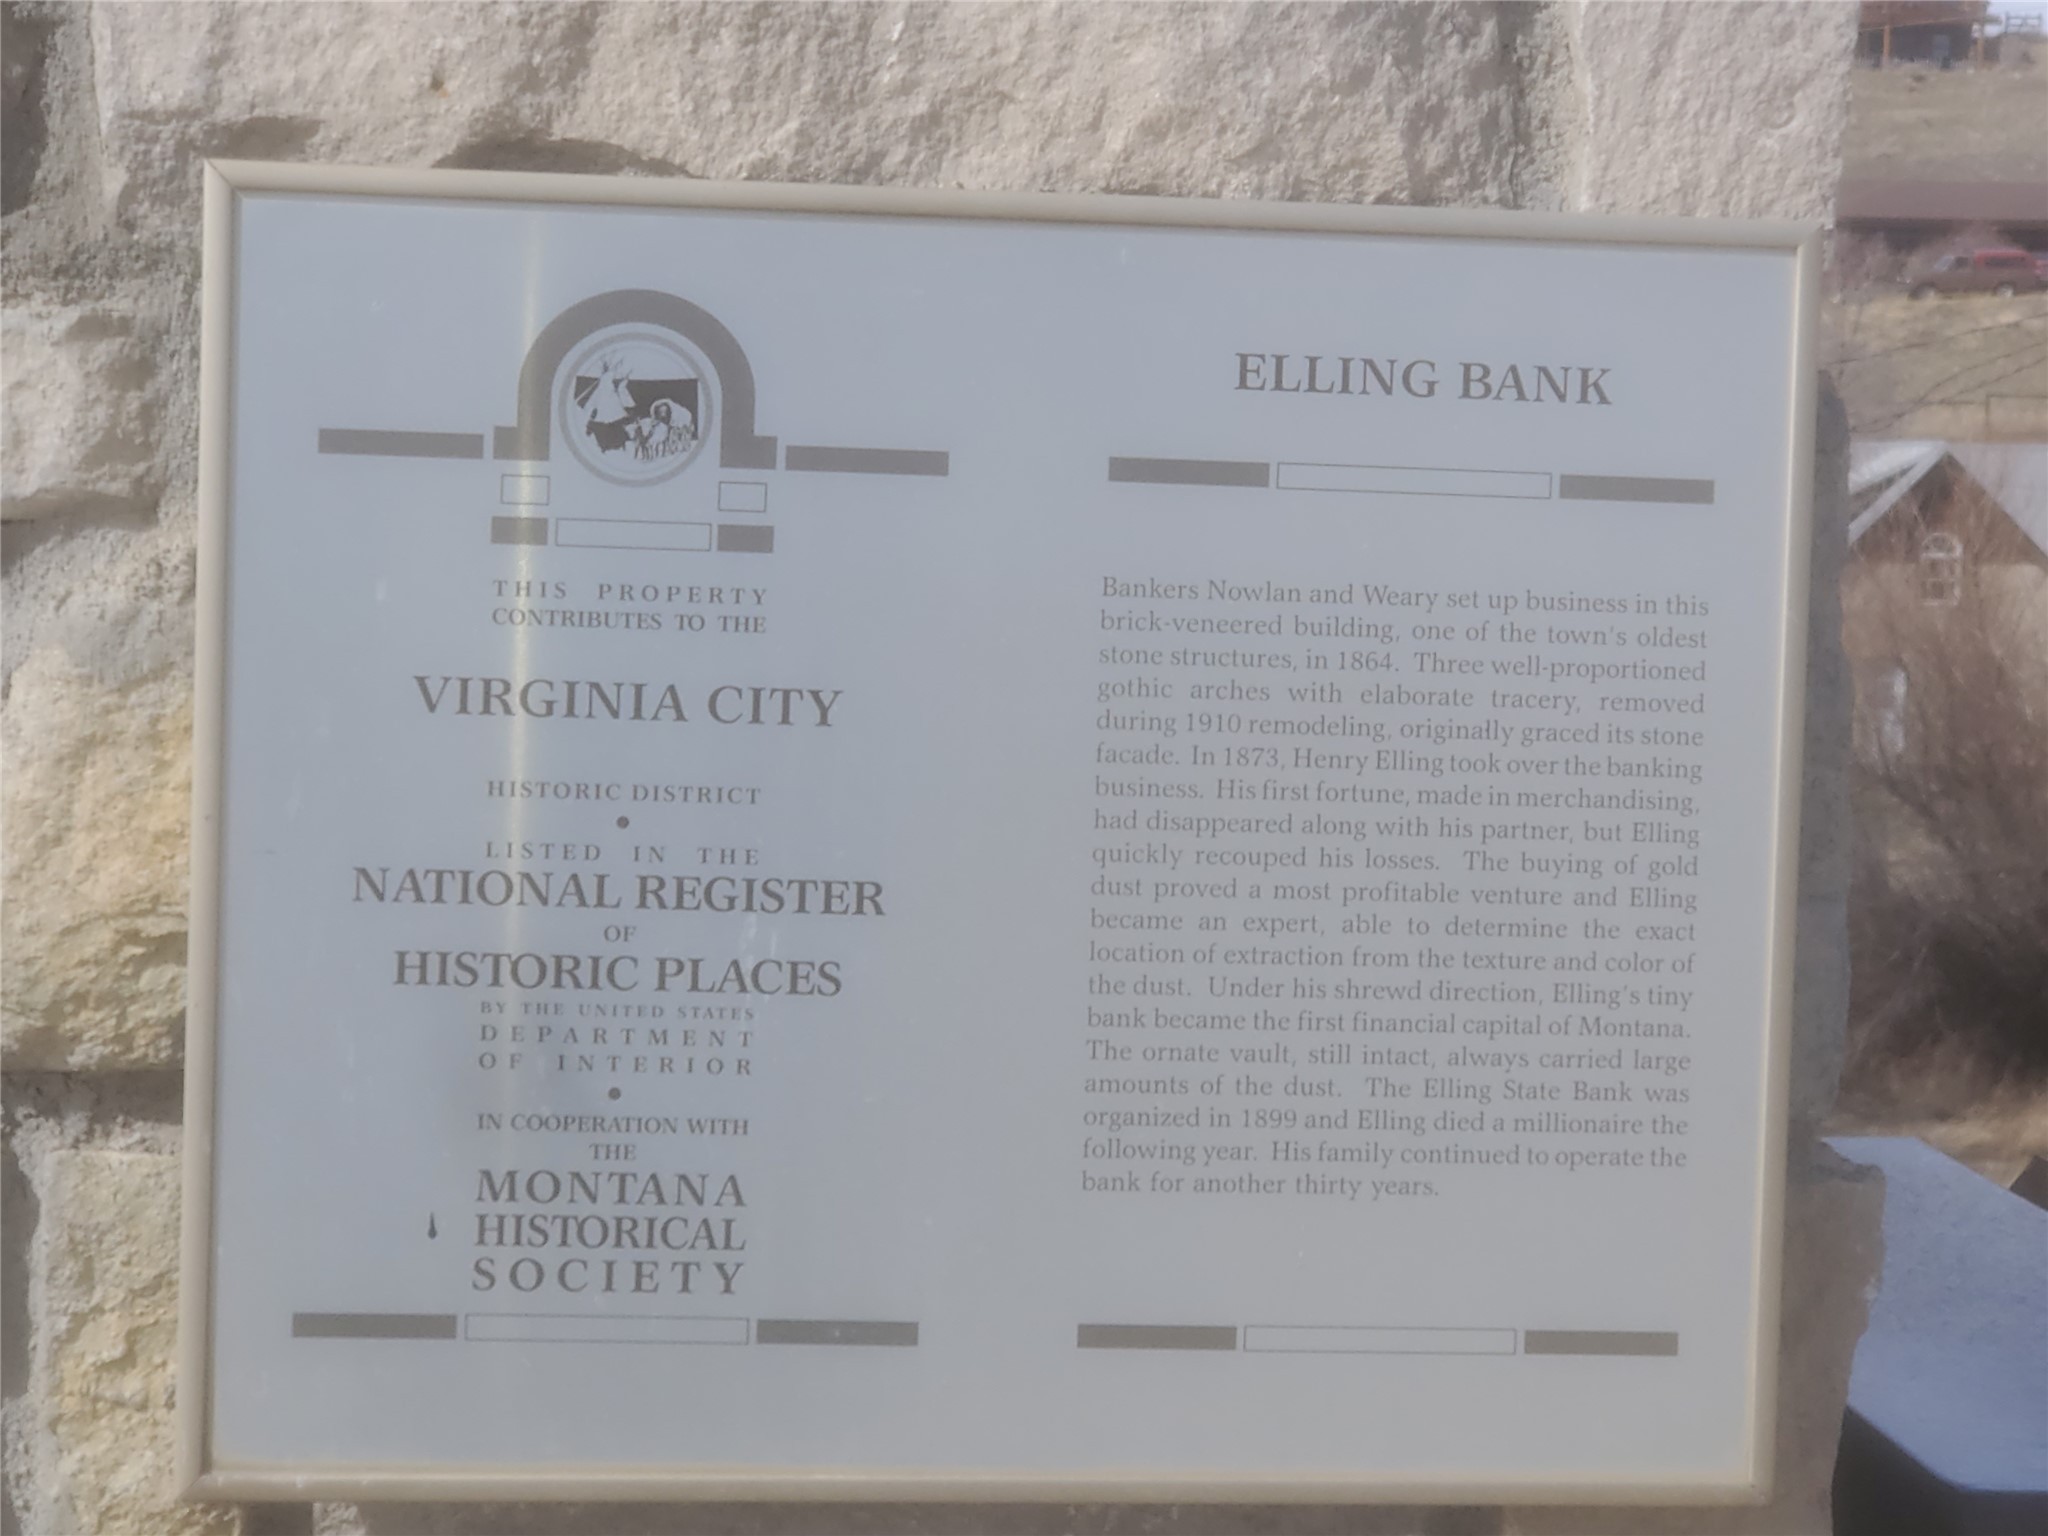 THIS PROPERTY
CONTRIBUTES TO THE
VIRGINIA CITY
HISTORIC DISTRICT
LISTED IN THE
NATIONAL REGISTER
OF
HISTORIC PLACES
BY THE UNITED STATES
DEPARTMENT
OF INTERIOR
IN COOPERATION WITH
THE
MONTANA
HISTORICAL
SOCIETY
ELLING BANK
Bankers Nowlan and Weary set up business in this
brick-veneered building, one of the town's oldest
stone structures, in 1864. Three well-proportioned
gothic arches with elaborate tracery, removed
during 1910 remodeling, originally graced its stone
facade. In 1873, Henry Elling took over the banking
business. His first fortune, made in merchandising,
had disappeared along with his partner, but Elling
quickly recouped his losses. The buying of gold
dust proved a most profitable venture and Elling
became an expert, able to determine the exact
location of extraction from the texture and color of
the dust. Under his shrewd direction, Elling's tiny
bank became the first financial capital of Montana.
The ornate vault, still intact, always carried large
amounts of the dust. The Elling State Bank was
organized in 1899 and Elling died a millionaire the
following year. His family continued to operate the
bank for another thirty years.